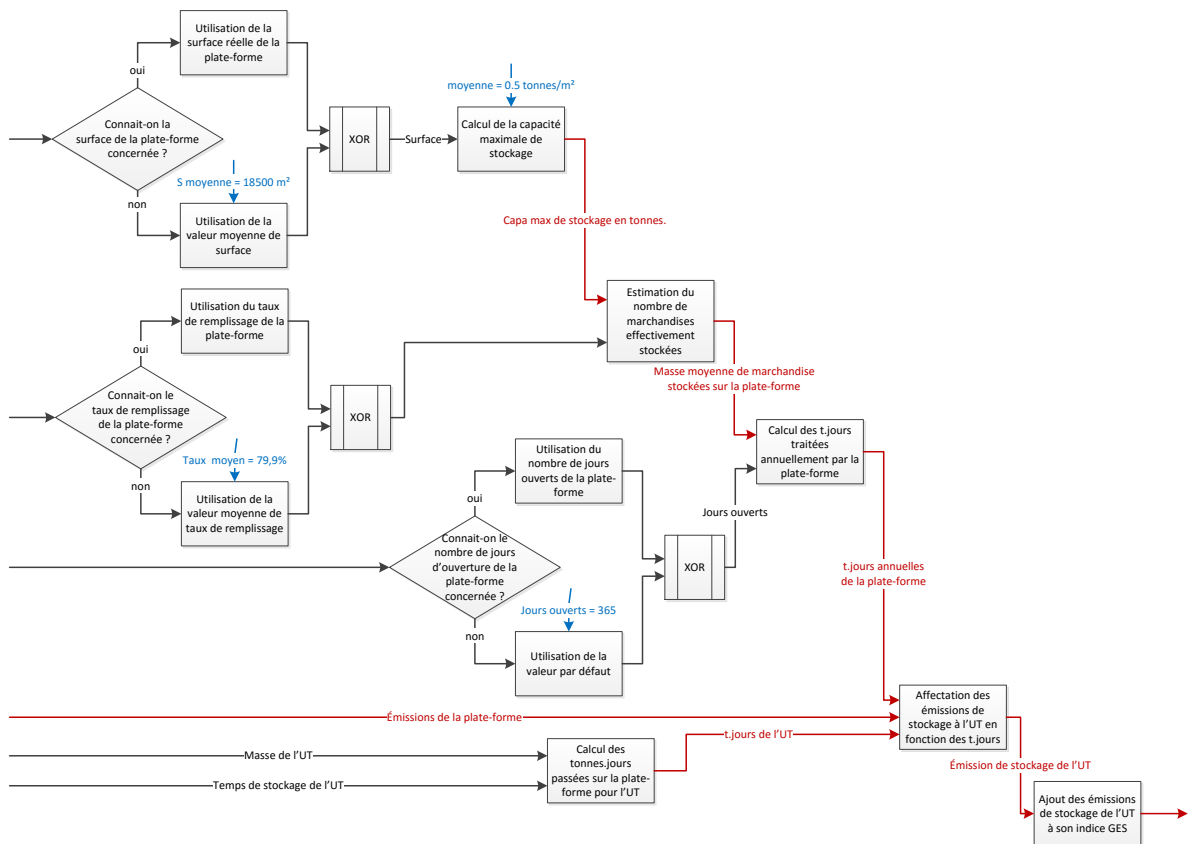 Utilisation de la
surface réelle de la
plate-forme
oui
Connait-on la
surface de la plate-forme
concernée ?
non
S moyenne = 18500 m²
Utilisation de la
valeur moyenne de
surface
XOR
Surface
moyenne = 0.5 tonnes/m²
Calcul de la capacité
maximale de
stockage
Capa max de stockage en tonnes.
Utilisation du taux
de remplissage de la
plate-forme
oui
Connait-on le
taux de remplissage
de la plate-forme
concernée ?
non
Taux moyen = 79,9%
Utilisation de la
valeur moyenne de
taux de remplissage
XOR
Estimation du
nombre de
marchandises
effectivement
stockées
Masse moyenne de marchandise
stockées sur la plate-forme
Utilisation du
nombre de jours
ouverts de la plate-
forme
oui
Connait-on le
nombre de jours
d'ouverture de la
plate-forme
concernée ?
non
Jours ouverts = 365
Utilisation de la
valeur par défaut
XOR
Jours ouverts
Calcul des t.jours
traitées
annuellement par la
plate-forme
t.jours annuelles
de la plate-forme
Émissions de la plate-forme
Masse de l'UT
Temps de stockage de l'UT
Calcul des
tonnes.jours
passées sur la plate-
forme pour l'UT
t.jours de l'UT
Affectation des
émissions de
stockage à l'UT en
fonction des t.jours
Émission de stockage de l'UT
Ajout des émissions
de stockage de l'UT
à son indice GES